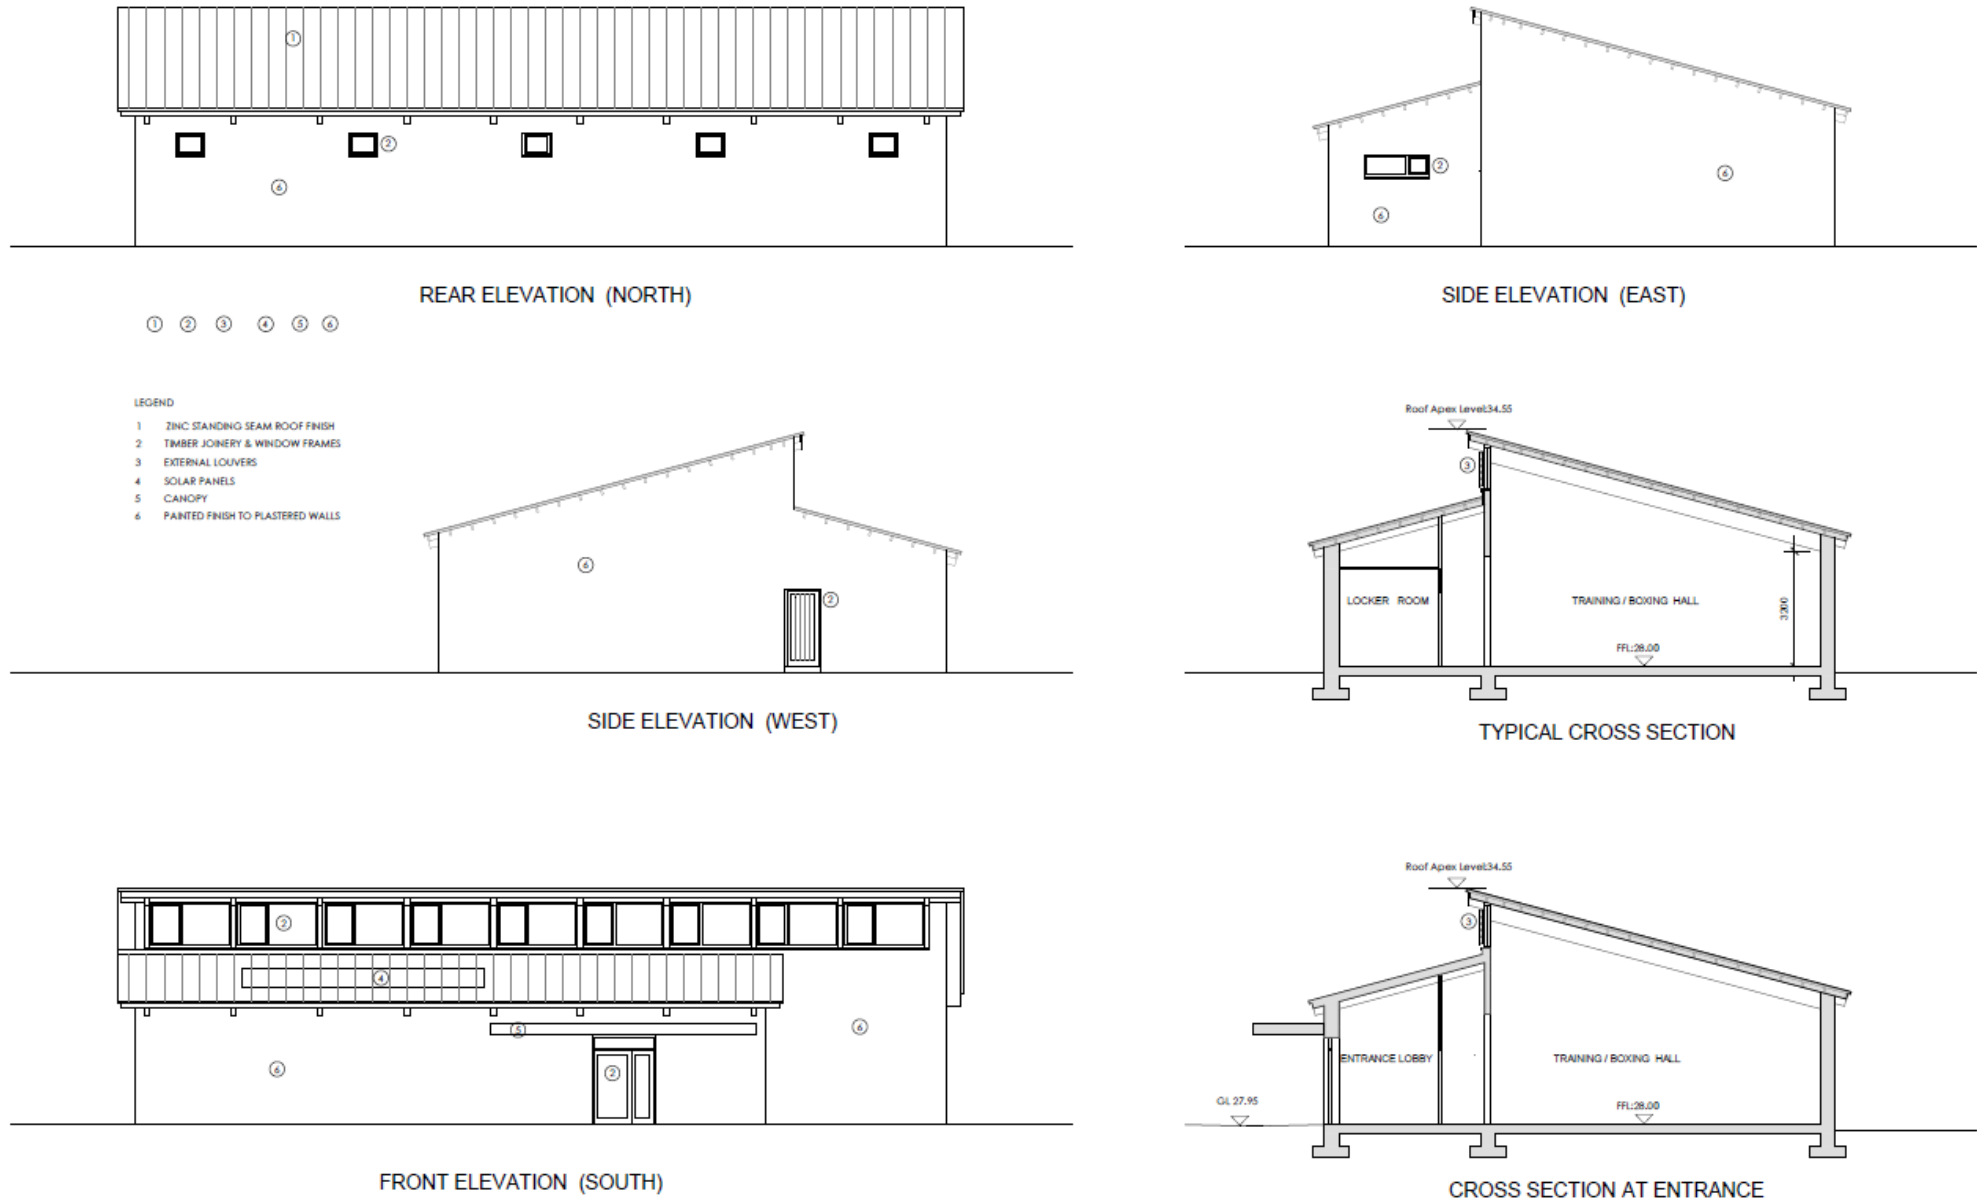 1
2
6
REAR ELEVATION (NORTH)
2
6
6
SIDE ELEVATION (EAST)
1 2 3 4 5 6
LEGEND
1 ZINC STANDING SEAM ROOF FINISH
2 TIMBER JOINERY & WINDOW FRAMES
3 EXTERNAL LOUVERS
4 SOLAR PANELS
5 CANOPY
6 PAINTED FINISH TO PLASTERED WALLS
6
2
SIDE ELEVATION (WEST)
Roof Apex Level:34.55
3
LOCKER ROOM
TRAINING / BOXING HALL
3200
FFL:28.00
TYPICAL CROSS SECTION
2
4
5
6
6
2
FRONT ELEVATION (SOUTH)
Roof Apex Level:34.55
3
ENTRANCE LOBBY
TRAINING / BOXING HALL
GL 27.95
FFL:28.00
CROSS SECTION AT ENTRANCE